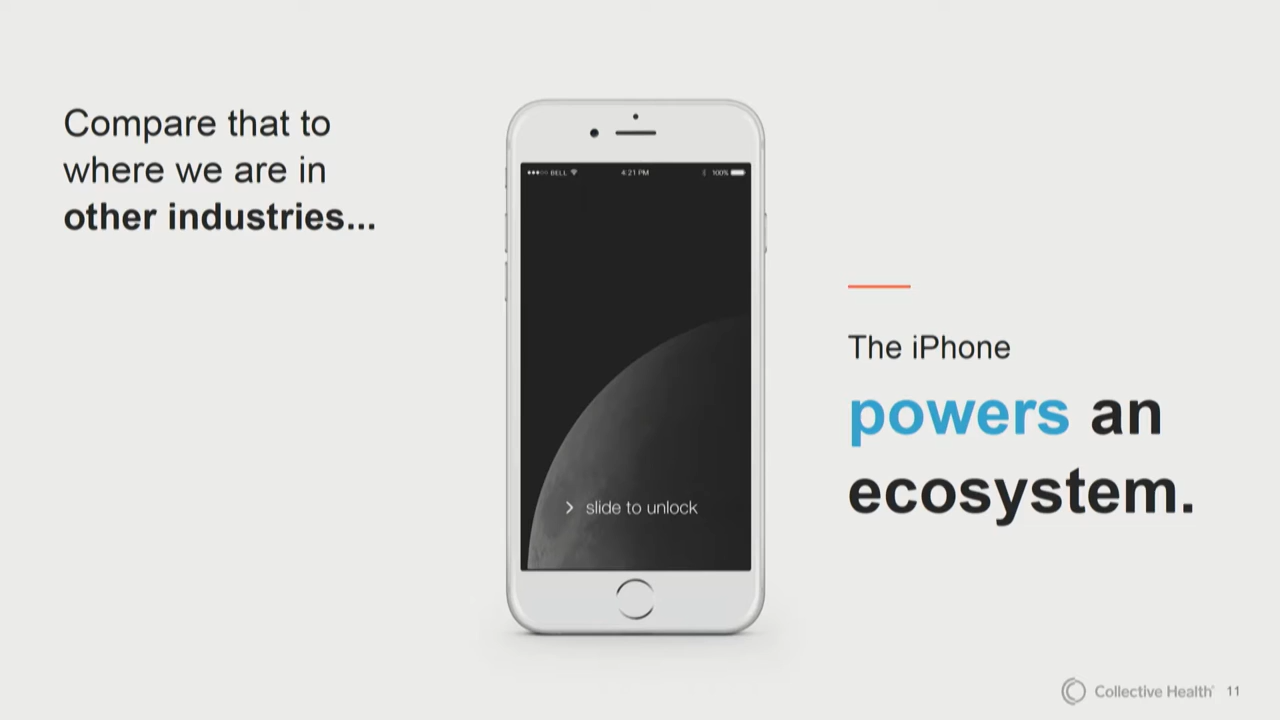 Compare that to
where we are in
other industries...
BELL
4:21 PM
100%
slide to unlock
The iPhone
powers an
ecosystem.
Collective Health 11